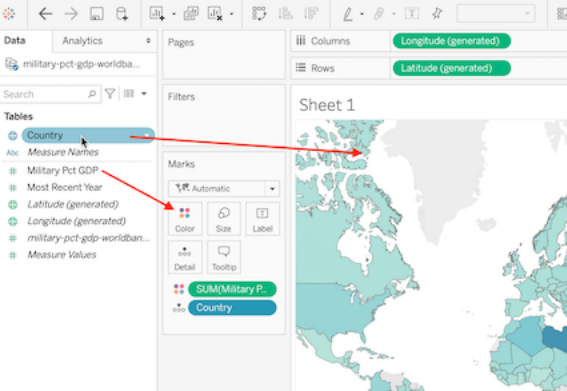 Data
Analytics
military-pct-gdp-worldba...
Search
Tables
Country
Abc
Measure Names
Military Pct GDP
Most Recent Year
Latitude (generated)
Longitude (generated)
military-pct-gdp-worldban...
Measure Values
Pages
Filters
Marks
Automatic
Color
Size
Label
Detail
Tooltip
SUM(Military P..
Country
Columns
Longitude (generated)
Rows
Latitude (generated)
Sheet 1